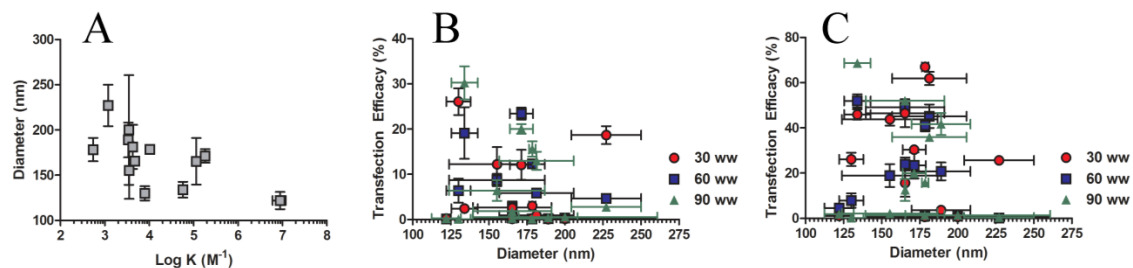 A
Diameter (nm)
300
250
200
150
100
2 3 4 5 6 7 8
Log K (M⁻¹)
B
Transfection Efficacy (%)
40
30
20
10
0
100 125 150 175 200 225 250 275
Diameter (nm)
30 ww
60 ww
90 ww
C
Transfection Efficacy (%)
80
60
40
20
0
100 125 150 175 200 225 250 275
Diameter (nm)
30 ww
60 ww
90 ww